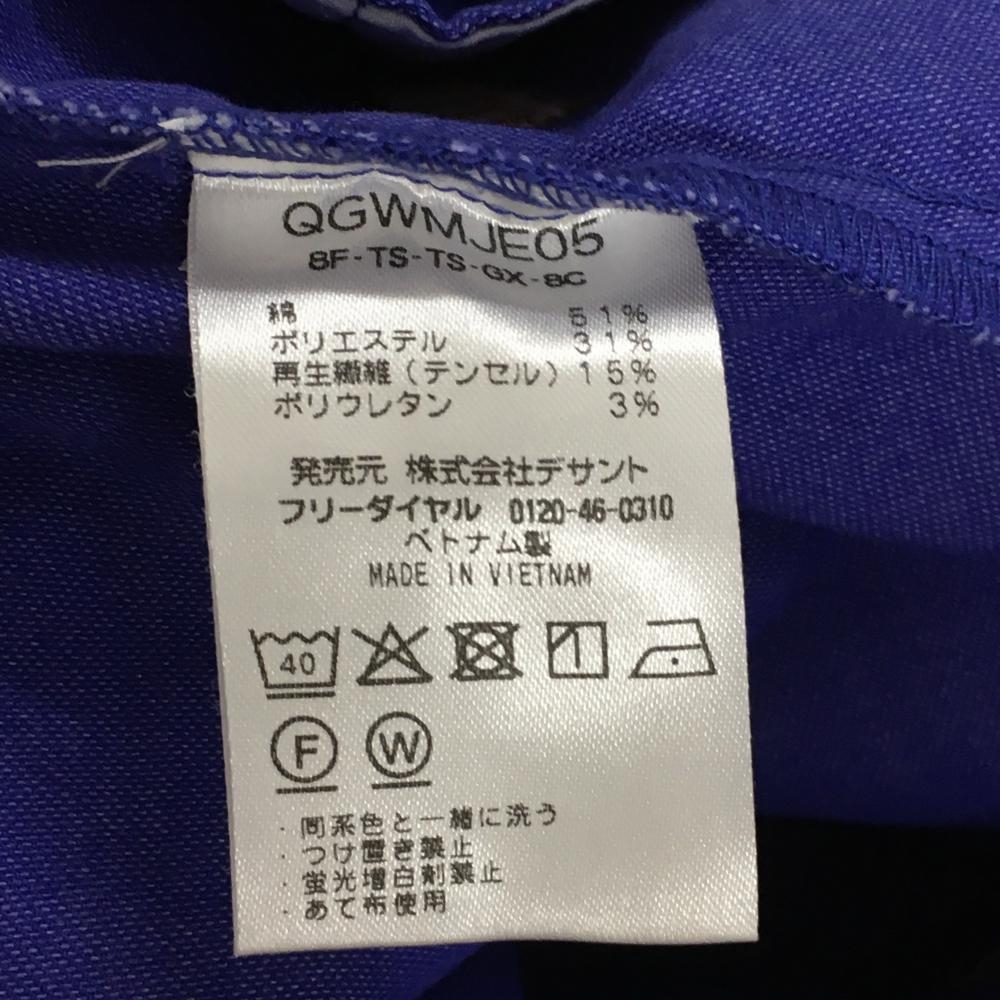 QGWMJE05
8F-TS-TS-GX-8C
綿 51%
ポリエステル 31%
再生繊維(テンセル) 15%
ポリウレタン 3%
発売元 株式会社デサント
フリーダイヤル 0120-46-0310
ベトナム製
MADE IN VIETNAM
40
F W
・同系色と一緒に洗う
・つけ置き禁止
・蛍光増白剤禁止
・あて布使用